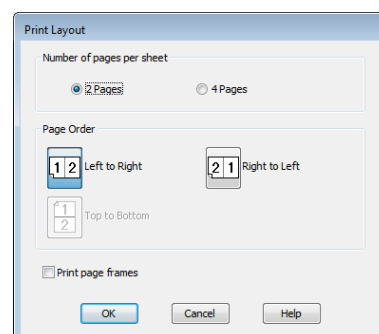 Print Layout
Number of pages per sheet
2 Pages 4 Pages
Page Order
1 2 Left to Right 2 1 Right to Left
1
2
Top to Bottom
Print page frames
OK Cancel Help